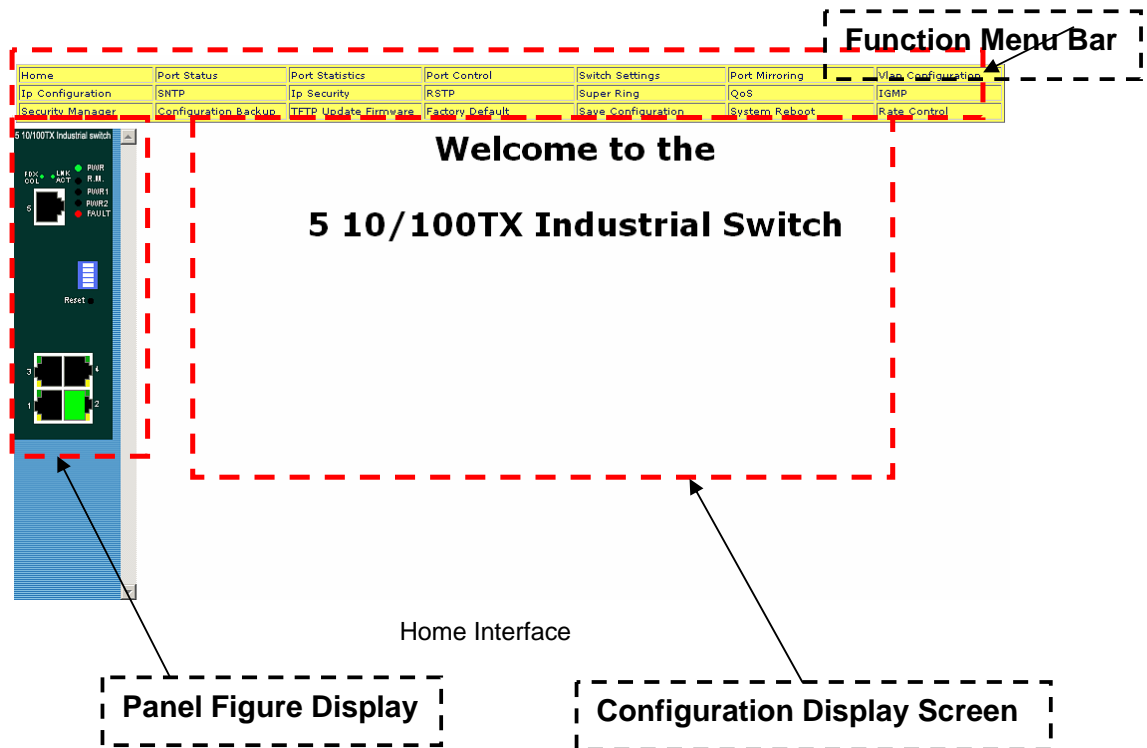 Function Menu Bar
Home Port Status Port Statistics Port Control Switch Settings Port Mirroring Vlan Configuration
Ip Configuration SNTP Ip Security RSTP Super Ring QoS IGMP
Security Manager Configuration Backup TFTP Update Firmware Factory Default Save Configuration System Reboot Rate Control
5 10/100TX Industrial switch
Welcome to the
5 10/100TX Industrial Switch
FDX LNK PWR
COL ACT R.M.
PWR1
5 PWR2
FAULT
Reset
3 4
1 2
Home Interface
Panel Figure Display
Configuration Display Screen